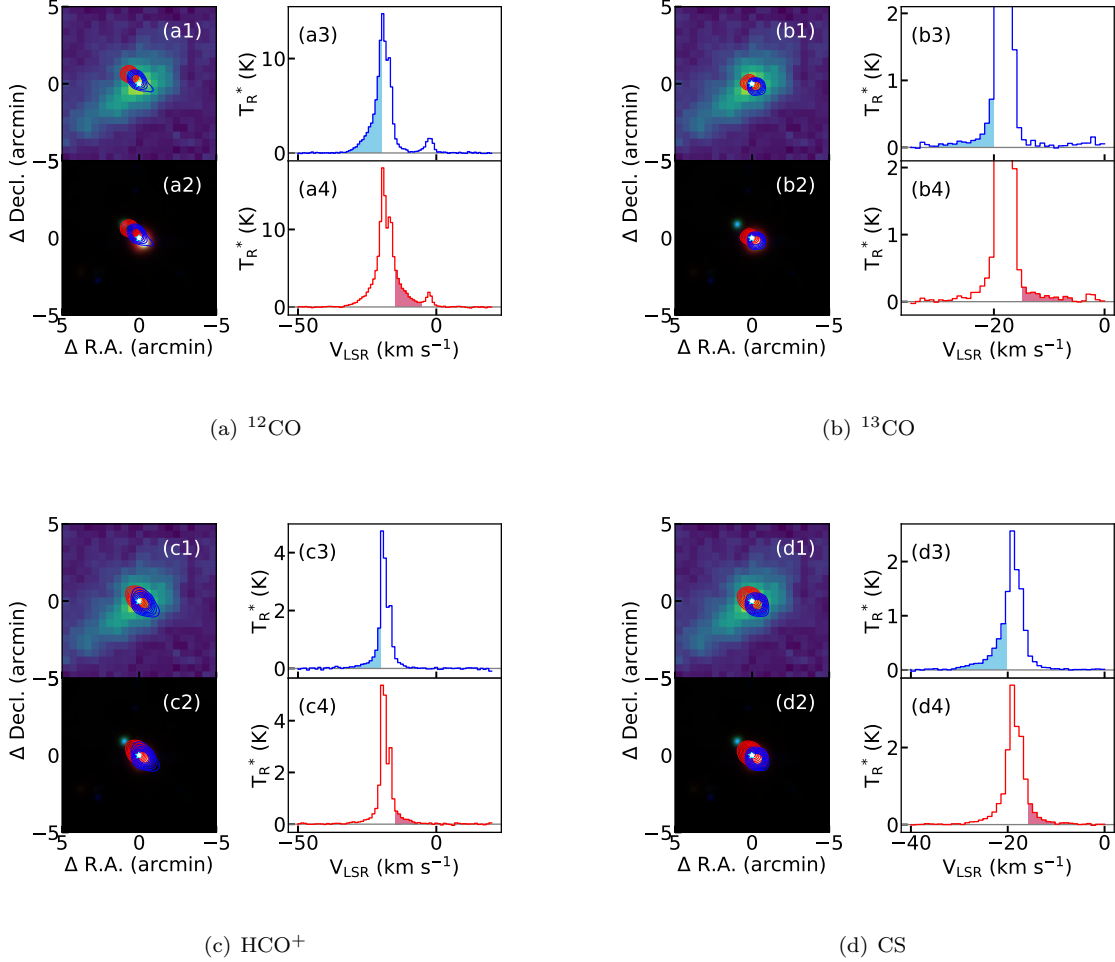 (a1)
(a2)
5
0
−5
0
−5
Δ Decl. (arcmin)
5
0
−5
Δ R.A. (arcmin)
(a3)
(a4)
10
0
10
0
T_R* (K)
T_R* (K)
−50
0
V_LSR (km s⁻¹)
(b1)
(b2)
5
0
−5
0
−5
Δ Decl. (arcmin)
5
0
−5
Δ R.A. (arcmin)
(b3)
(b4)
2
1
0
2
1
0
T_R* (K)
T_R* (K)
−20
0
V_LSR (km s⁻¹)
(a) ¹²CO
(b) ¹³CO
(c1)
(c2)
5
0
−5
0
−5
Δ Decl. (arcmin)
5
0
−5
Δ R.A. (arcmin)
(c3)
(c4)
4
2
0
4
2
0
T_R* (K)
T_R* (K)
−50
0
V_LSR (km s⁻¹)
(d1)
(d2)
5
0
−5
0
−5
Δ Decl. (arcmin)
5
0
−5
Δ R.A. (arcmin)
(d3)
(d4)
2
1
0
2
0
T_R* (K)
T_R* (K)
−40
−20
0
V_LSR (km s⁻¹)
(c) HCO⁺
(d) CS